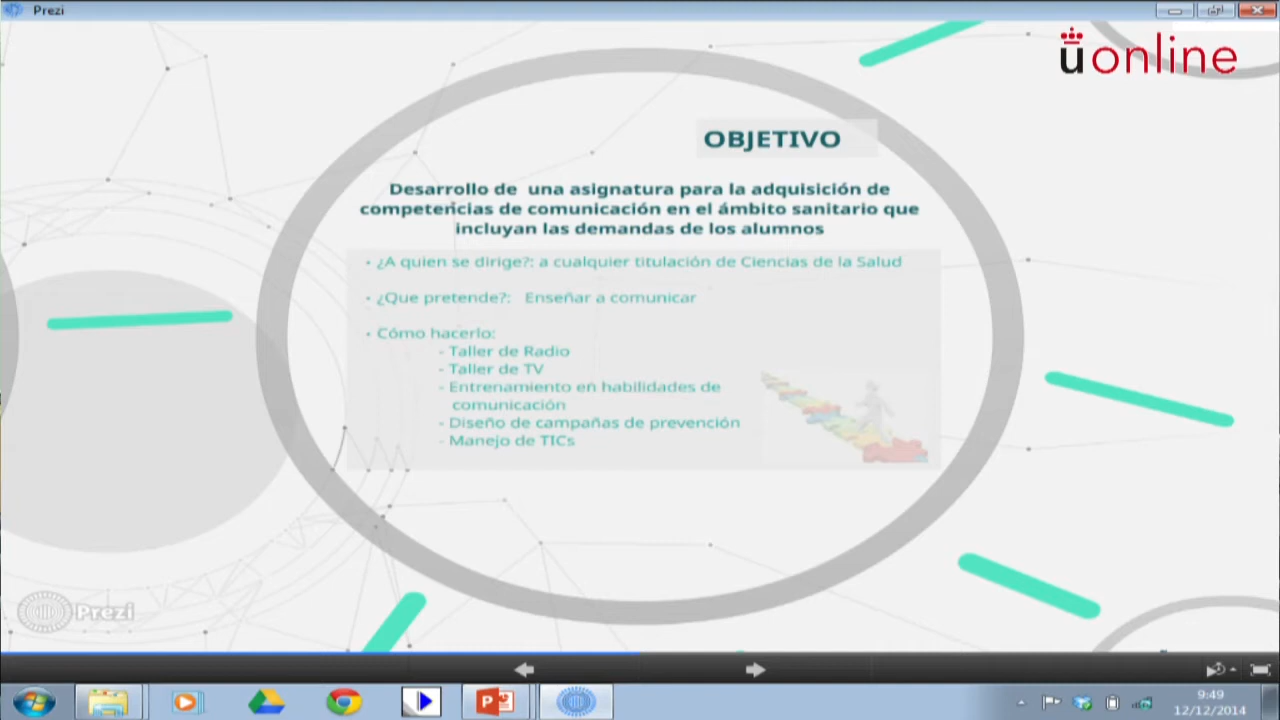 Prezi
uonline
OBJETIVO
Desarrollo de una asignatura para la adquisición de
competencias de comunicación en el ámbito sanitario que
incluyan las demandas de los alumnos
• ¿A quien se dirige?: a cualquier titulación de Ciencias de la Salud
• ¿Que pretende?: Enseñar a comunicar
• Cómo hacerlo:
- Taller de Radio
- Taller de TV
- Entrenamiento en habilidades de
comunicación
- Diseño de campañas de prevención
- Manejo de TICs
Prezi
9:49
12/12/2014